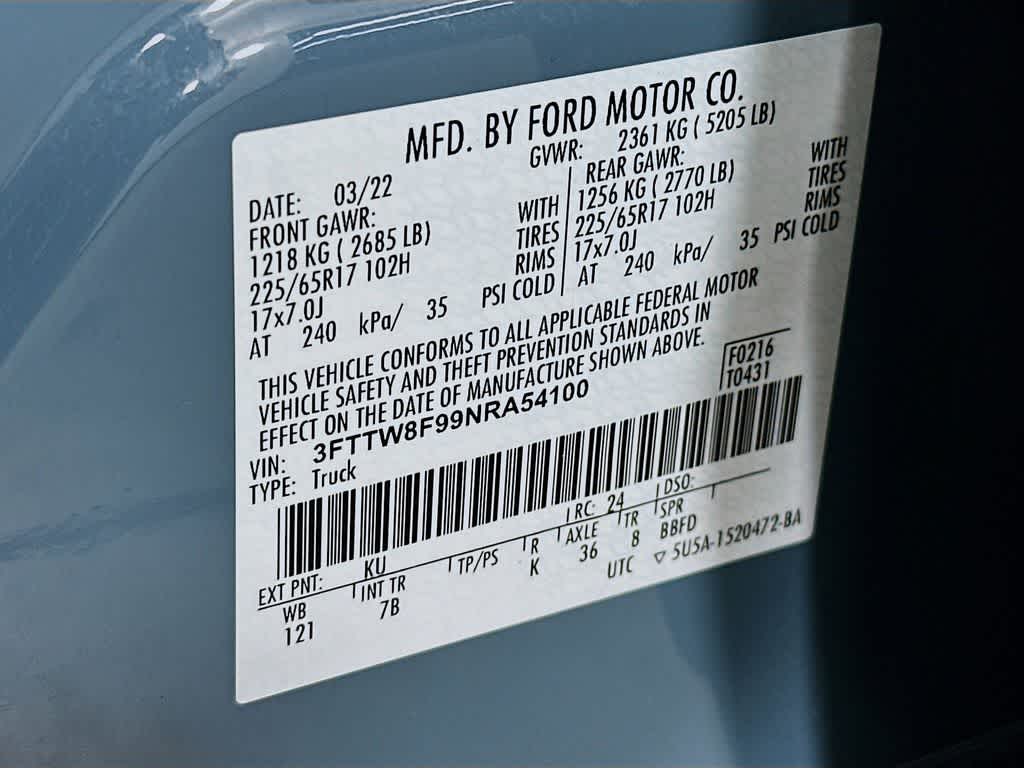 MFD. BY FORD MOTOR CO.
DATE: 03/22 GVWR: 2361 KG ( 5205 LB)
FRONT GAWR: REAR GAWR:
1218 KG ( 2685 LB) WITH 1256 KG ( 2770 LB) WITH
225/65R17 102H TIRES 225/65R17 102H TIRES
17x7.0J RIMS 17x7.0J RIMS
AT 240 kPa/ 35 PSI COLD AT 240 kPa/ 35 PSI COLD
THIS VEHICLE CONFORMS TO ALL APPLICABLE FEDERAL MOTOR
VEHICLE SAFETY AND THEFT PREVENTION STANDARDS IN
EFFECT ON THE DATE OF MANUFACTURE SHOWN ABOVE.
F0216
T0431
VIN: 3FTTW8F99NRA54100
TYPE: Truck
EXT PNT: KU RC: 24 DSO:
WB INT TR TP/PS R AXLE TR SPR
121 7B K 36 8 BBFD
UTC ▽ 5U5A-1520472-BA